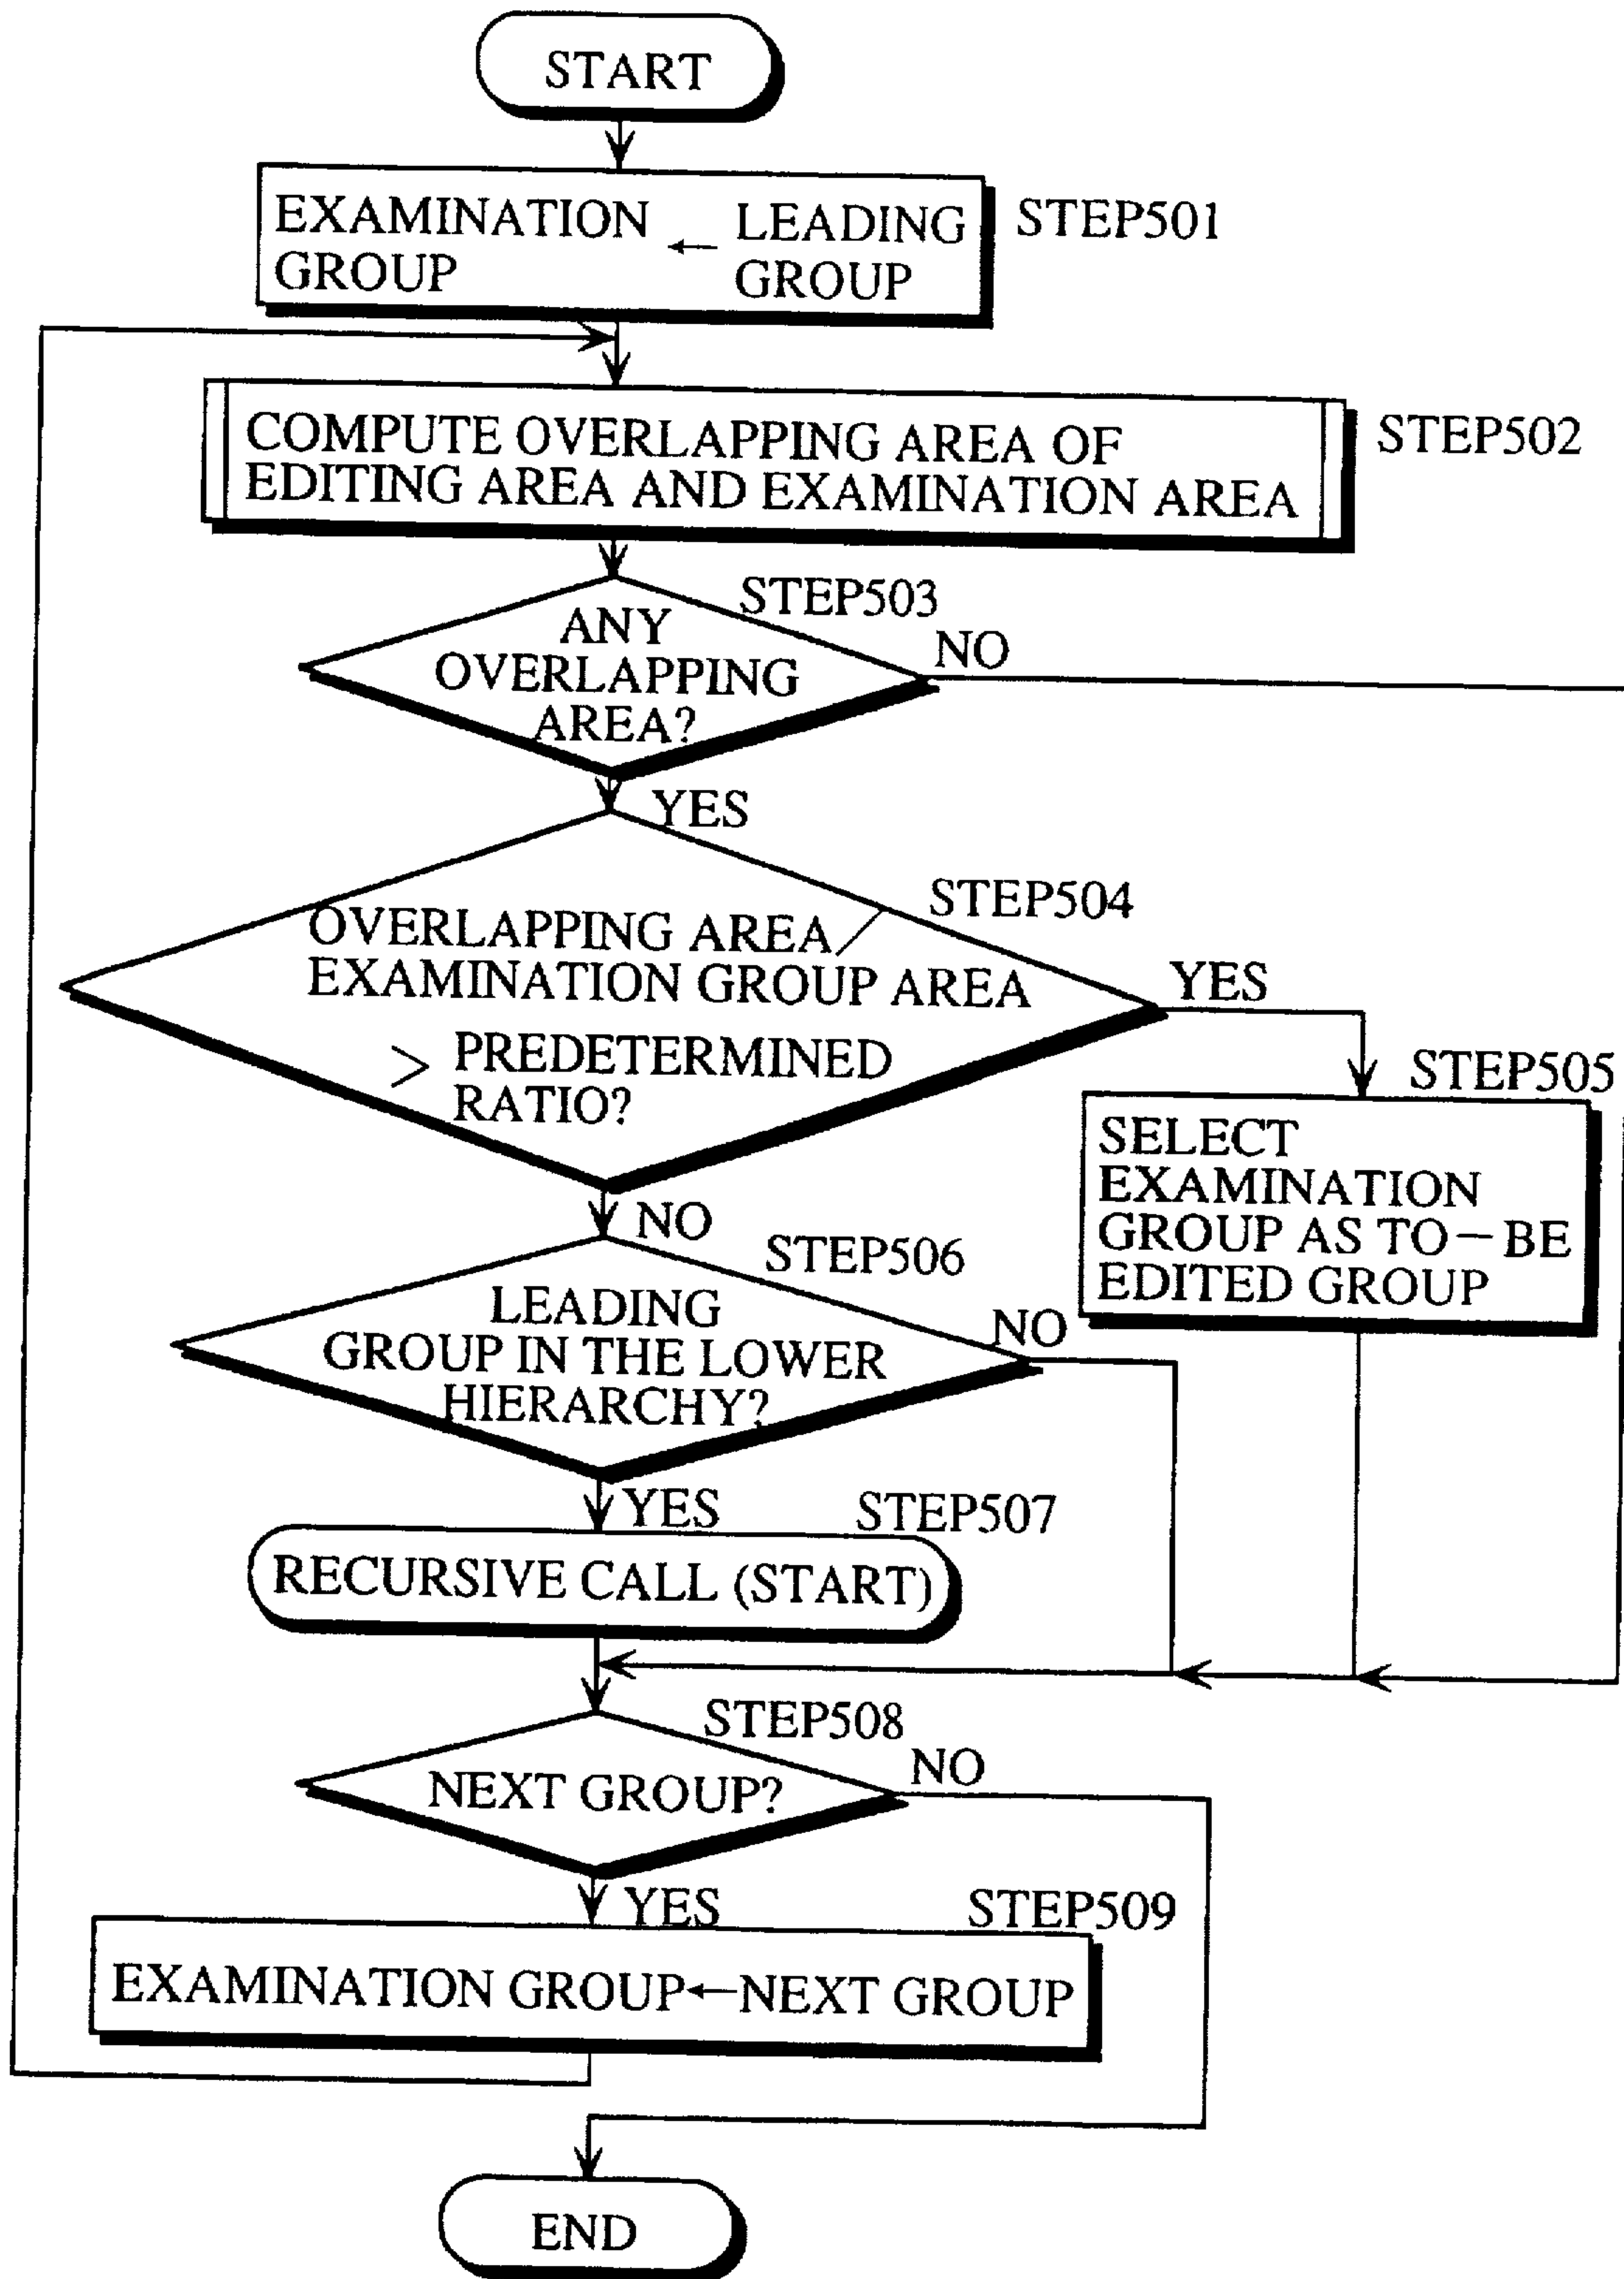 START
EXAMINATION GROUP ← LEADING GROUP
STEP501
COMPUTE OVERLAPPING AREA OF
EDITING AREA AND EXAMINATION AREA
STEP502
STEP503
ANY
OVERLAPPING
AREA?
NO
YES
STEP504
OVERLAPPING AREA/
EXAMINATION GROUP AREA
> PREDETERMINED
RATIO?
YES
STEP505
SELECT
EXAMINATION
GROUP AS TO-BE
EDITED GROUP
NO
STEP506
LEADING
GROUP IN THE LOWER
HIERARCHY?
NO
YES
STEP507
RECURSIVE CALL (START)
STEP508
NEXT GROUP?
NO
YES
STEP509
EXAMINATION GROUP←NEXT GROUP
END